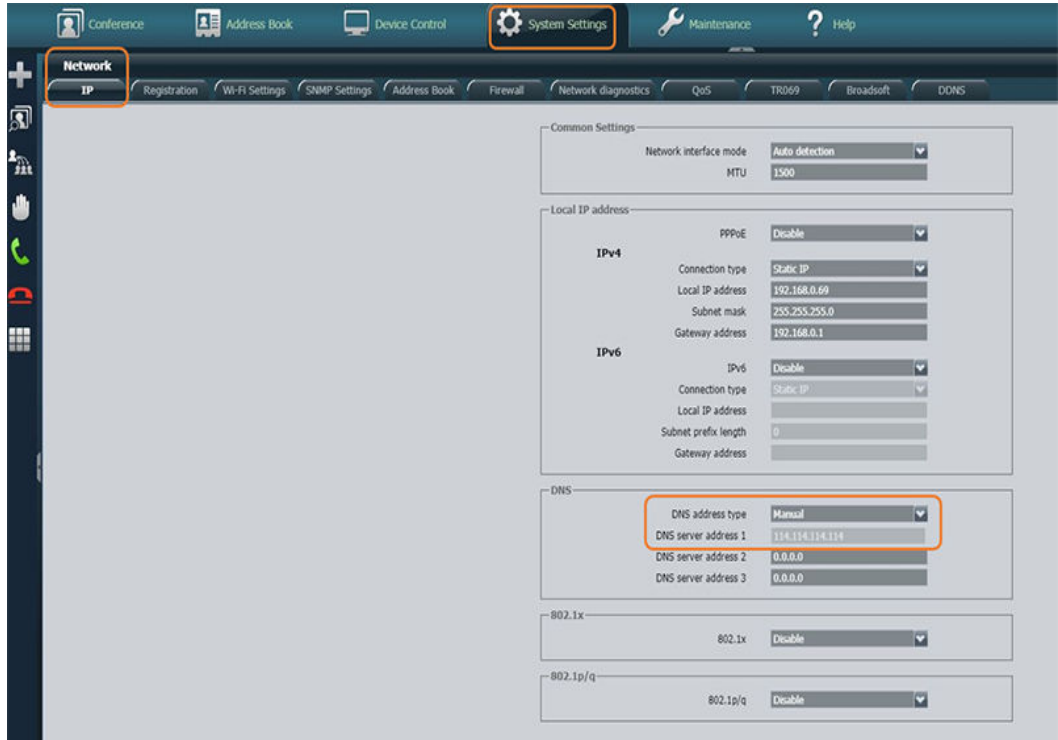 Conference Address Book Device Control System Settings Maintenance ? Help
Network
IP Registration Wi-Fi Settings SNMP Settings Address Book Firewall Network diagnostics QoS TR069 Broadsoft DDNS
Common Settings
Network interface mode Auto detection
MTU 1500
Local IP address
PPPoE Disable
IPv4
Connection type Static IP
Local IP address 192.168.0.69
Subnet mask 255.255.255.0
Gateway address 192.168.0.1
IPv6
IPv6 Disable
Connection type Static IP
Local IP address
Subnet prefix length 0
Gateway address
DNS
DNS address type Manual
DNS server address 1 114.114.114.114
DNS server address 2 0.0.0.0
DNS server address 3 0.0.0.0
802.1x
802.1x Disable
802.1p/q
802.1p/q Disable